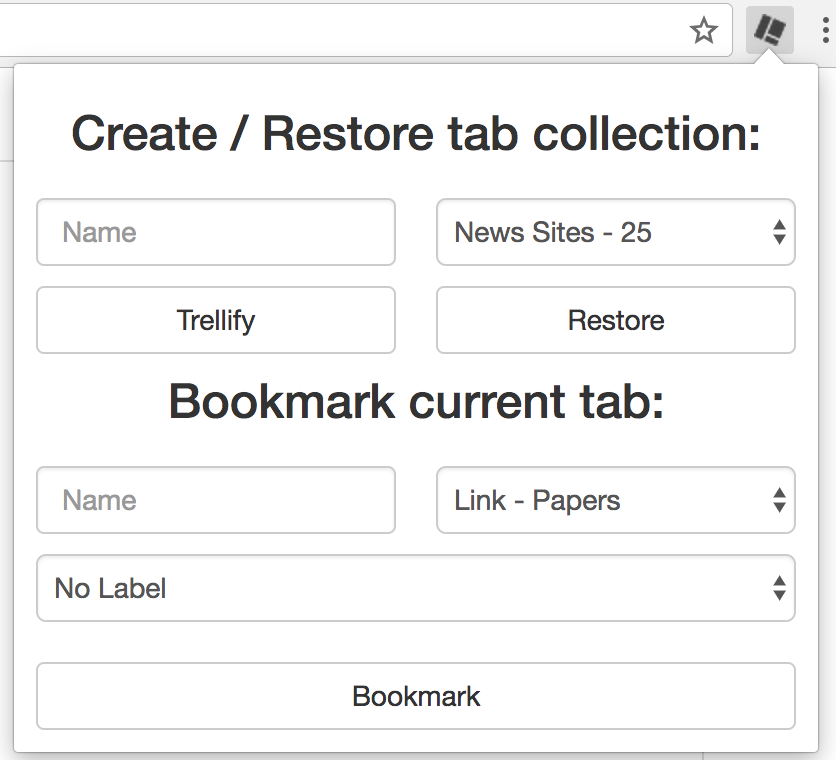 Create / Restore tab collection:
Name
News Sites - 25
Trellify
Restore
Bookmark current tab:
Name
Link - Papers
No Label
Bookmark